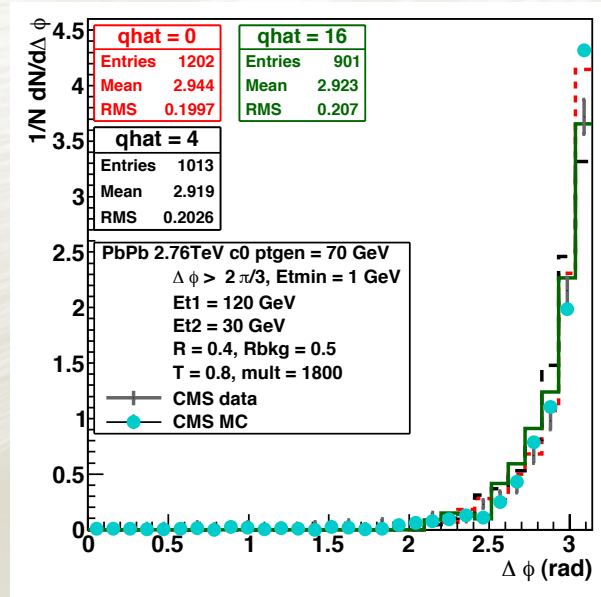 1/N dN/dΔ ϕ
4.5
4
3.5
3
2.5
2
1.5
1
0.5
0
qhat = 0
Entries 1202
Mean 2.944
RMS 0.1997
qhat = 16
Entries 901
Mean 2.923
RMS 0.207
qhat = 4
Entries 1013
Mean 2.919
RMS 0.2026
PbPb 2.76TeV c0 ptgen = 70 GeV
Δ ϕ > 2 π/3, Etmin = 1 GeV
Et1 = 120 GeV
Et2 = 30 GeV
R = 0.4, Rbkg = 0.5
T = 0.8, mult = 1800
CMS data
CMS MC
0 0.5 1 1.5 2 2.5 3
Δ ϕ (rad)